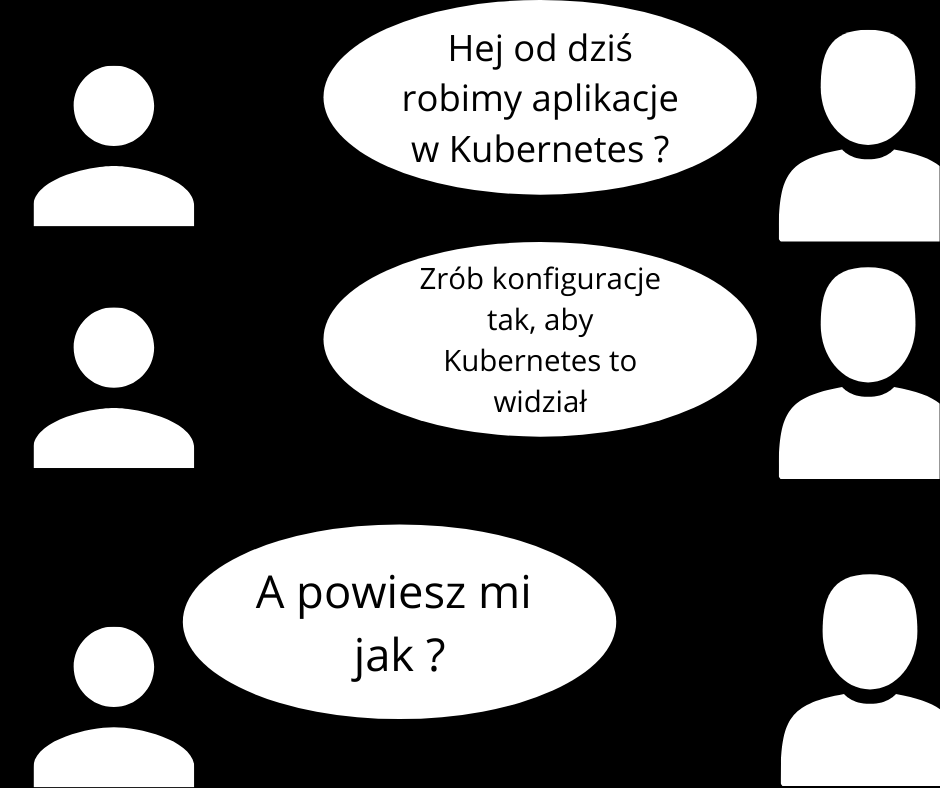 Hej od dziś
robimy aplikacje
w Kubernetes ?
Zrób konfiguracje
tak, aby
Kubernetes to
widział
A powiesz mi
jak ?